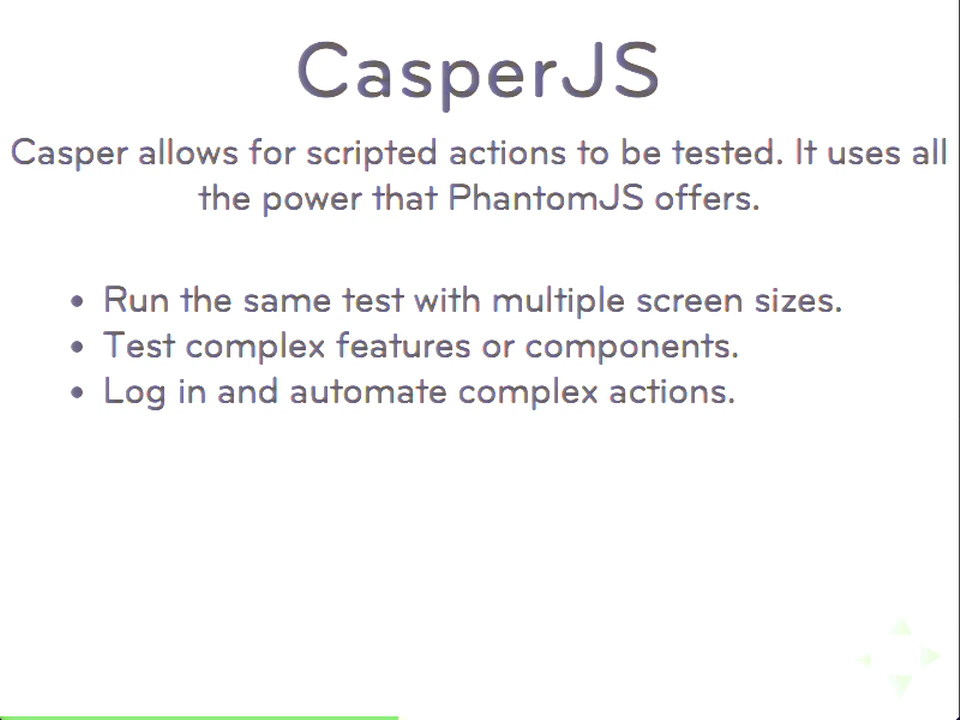 CasperJS
Casper allows for scripted actions to be tested. It uses all
the power that PhantomJS offers.
• Run the same test with multiple screen sizes.
• Test complex features or components.
• Log in and automate complex actions.